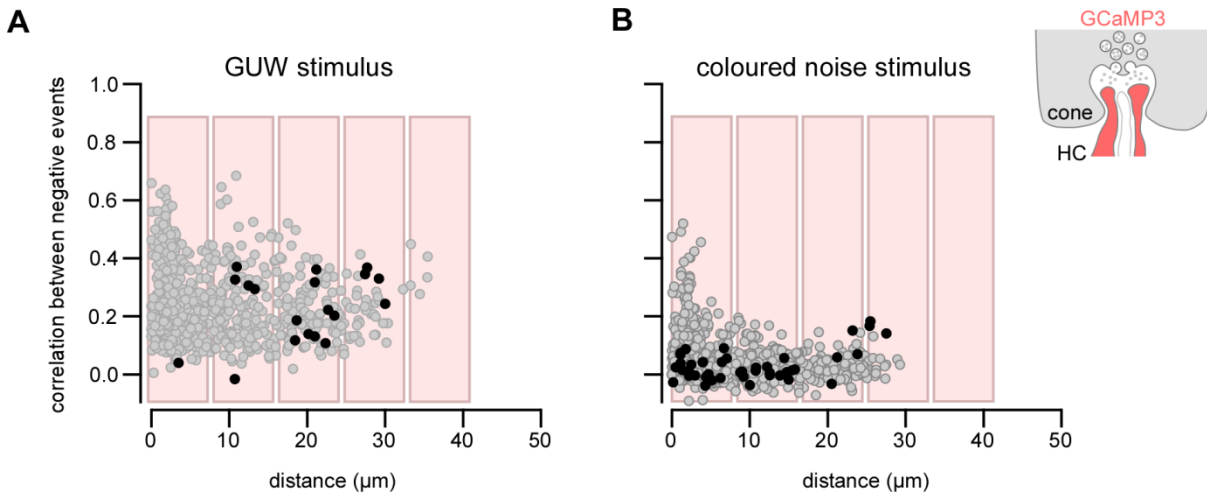 A
GUW stimulus
correlation between negative events
1.0
0.8
0.6
0.4
0.2
0.0
0 10 20 30 40 50
distance (µm)
B
coloured noise stimulus
0 10 20 30 40 50
distance (µm)
GCaMP3
cone
HC